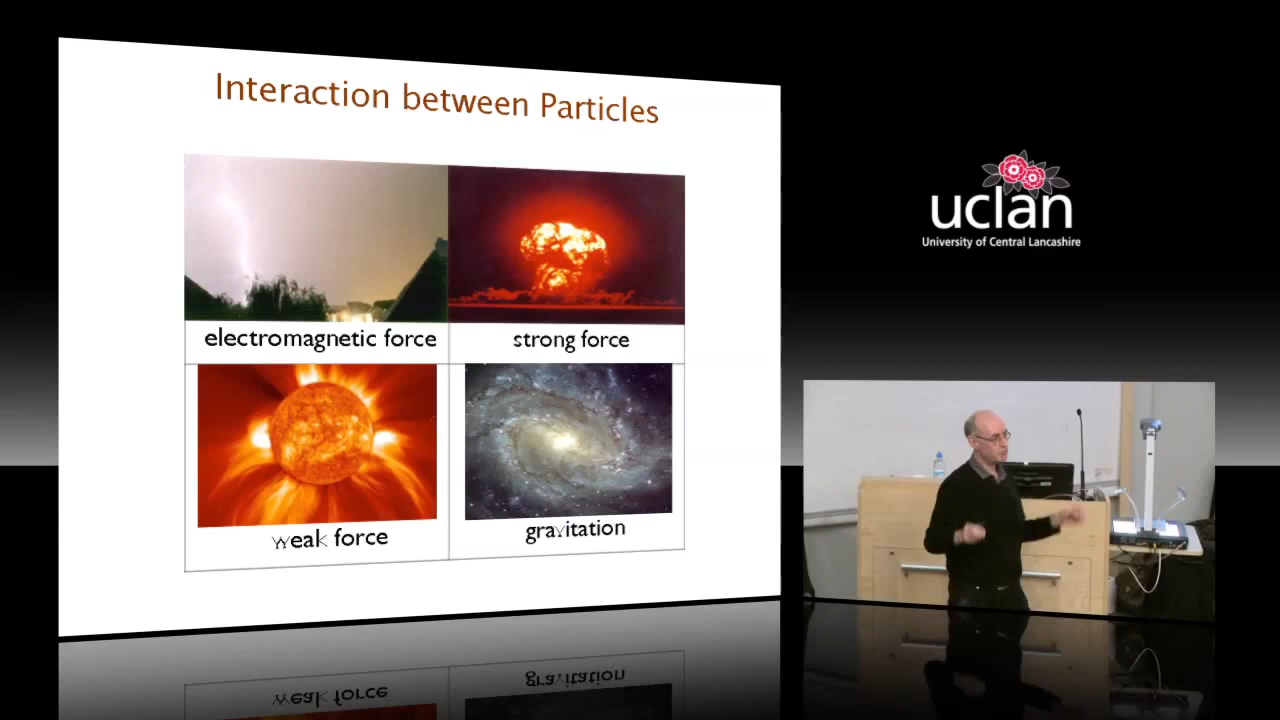 Interaction between Particles
electromagnetic force
strong force
weak force
gravitation
uclan
University of Central Lancashire